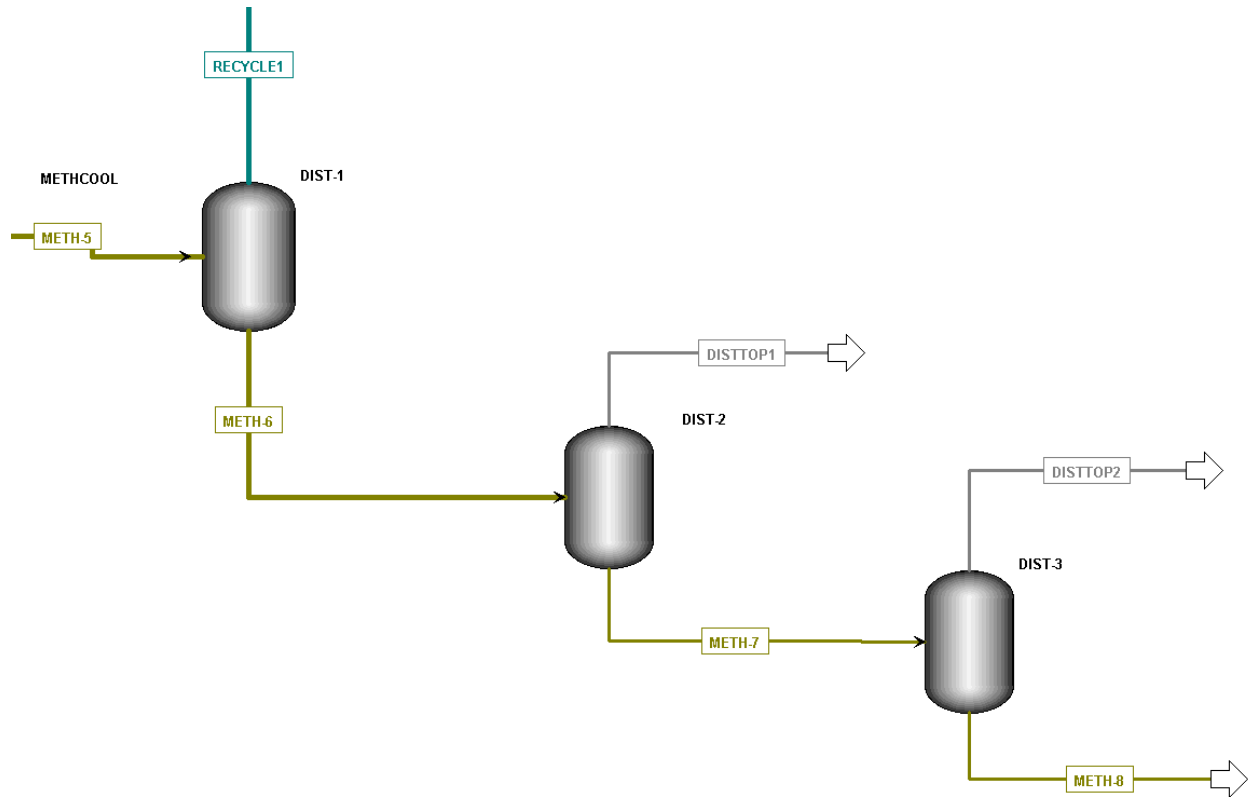 RECYCLE1
METHCOOL
DIST-1
METH-5
DISTTOP1
METH-6
DIST-2
DISTTOP2
DIST-3
METH-7
METH-8